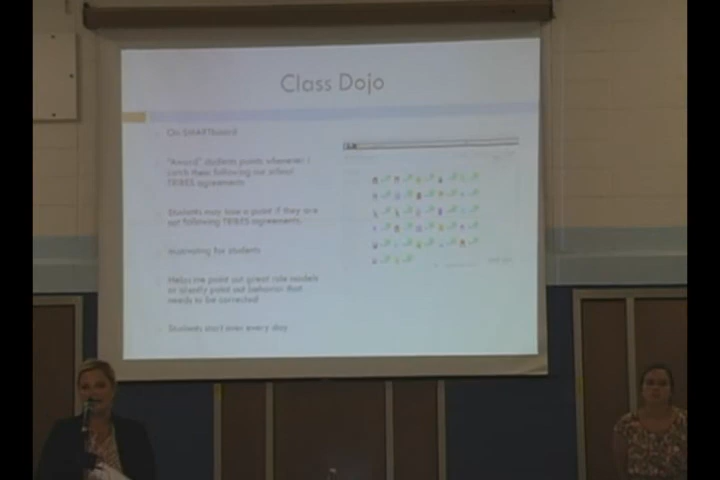 Class Dojo
On SMARTboard
"Award" students points whenever I
catch them following our school
TRIBES agreements
Students may lose a point if they are
not following TRIBES agreements.
Motivating for students
Helps me point out great role models
or silently point out behavior that
needs to be corrected
Students start over every day